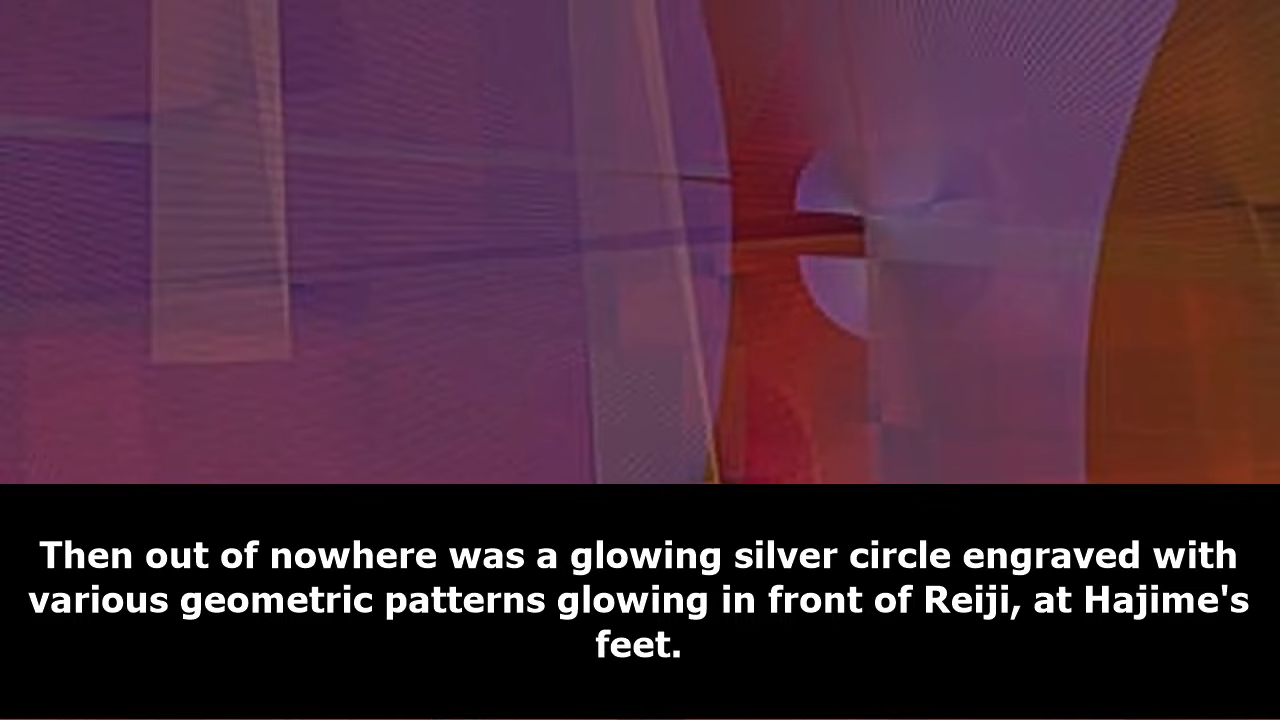 Then out of nowhere was a glowing silver circle engraved with
various geometric patterns glowing in front of Reiji, at Hajime's
feet.